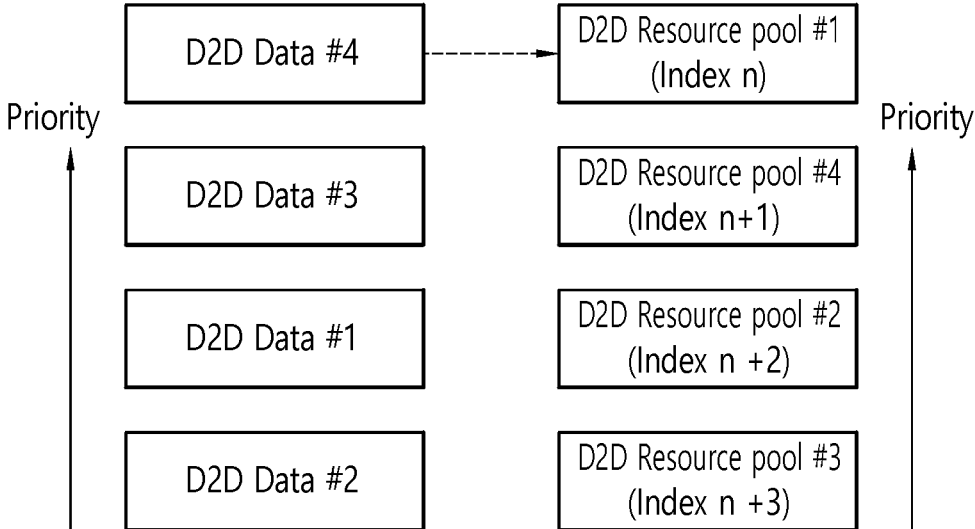 D2D Data #4
D2D Resource pool #1
(Index n)
Priority
Priority
D2D Data #3
D2D Resource pool #4
(Index n+1)
D2D Data #1
D2D Resource pool #2
(Index n +2)
D2D Data #2
D2D Resource pool #3
(Index n +3)